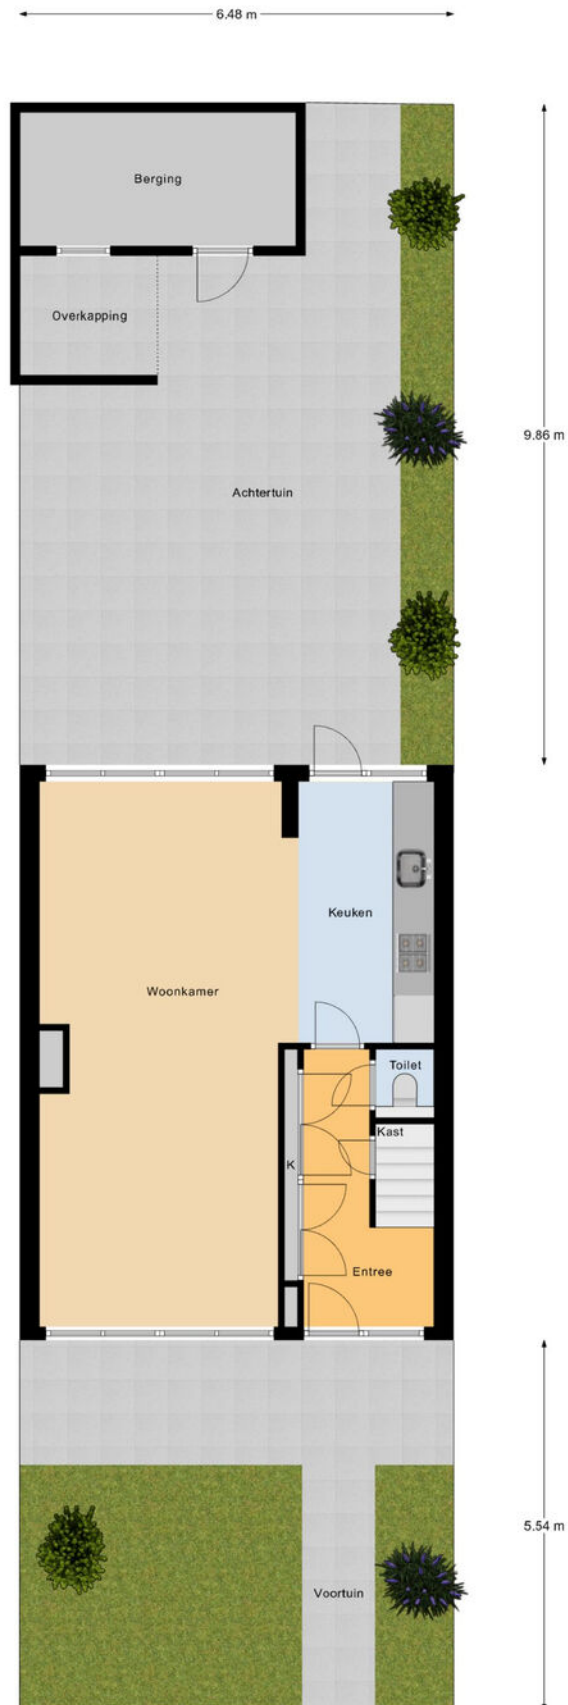 6.48 m
Berging
Overkapping
9.86 m
Achtertuin
Keuken
Woonkamer
Toilet
Kast
K
Entree
5.54 m
Voortuin